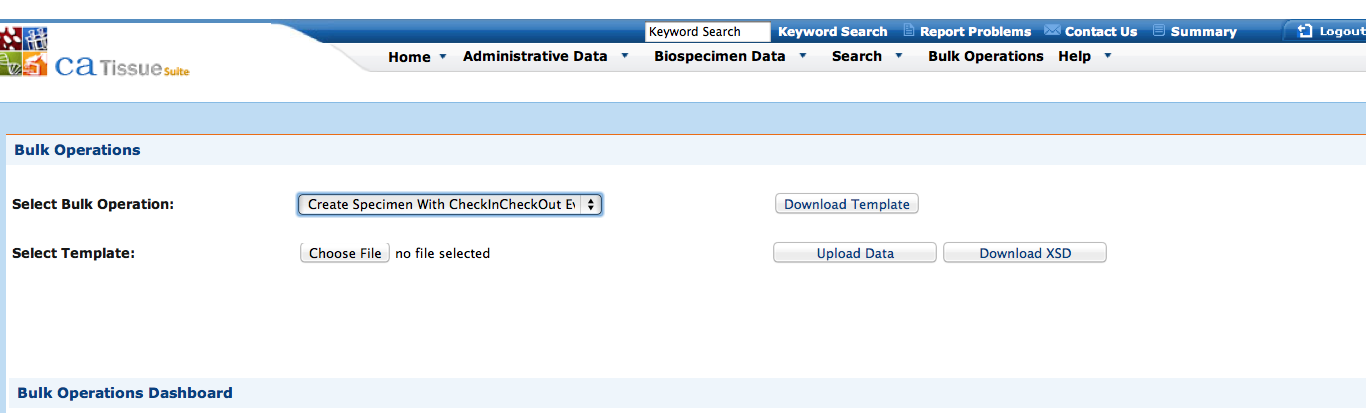 Keyword Search Keyword Search Report Problems Contact Us Summary Logout
ca Tissue Suite
Home Administrative Data Biospecimen Data Search Bulk Operations Help
Bulk Operations
Select Bulk Operation: Create Specimen With CheckInCheckOut Ev Download Template
Select Template: Choose File no file selected Upload Data Download XSD
Bulk Operations Dashboard